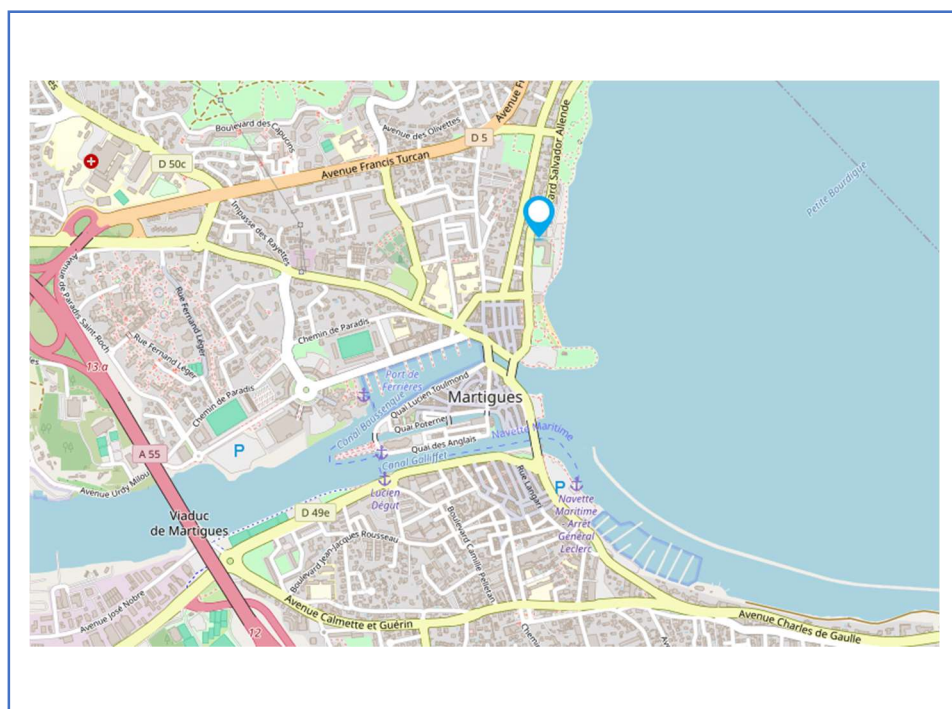 Boulevard des Capucins
Avenue des Olivettes
D 5
D 50c
Avenue Francis Turcan
ard Salvador Allende
Petite Bourdigue
Impasse des Rayettes
Avenue de Paradis Saint-Roch
Rue Fernand Léger
Rue Fernand Léger
Chemin de Paradis
13.a
Port de
Ferrières
Chemin de Paradis
Quai Lucien Toulmond
Martigues
Canal Baussengue
Quai Poterne
Navette Maritime
A 55
P
Quai des Anglais
Canal Galliffet
Avenue Urdy Milou
Lucien
Dégut
Rue Langari
P
Navette
Maritime
- Arrêt
Général
Leclerc
Viaduc
de Martigues
D 49e
Boulevard Jean-Jacques Rousseau
Boulevard Camille Pelletan
Avenue José Nobre
Avenue Calmette et Guérin
Avenue Charles de Gaulle
12